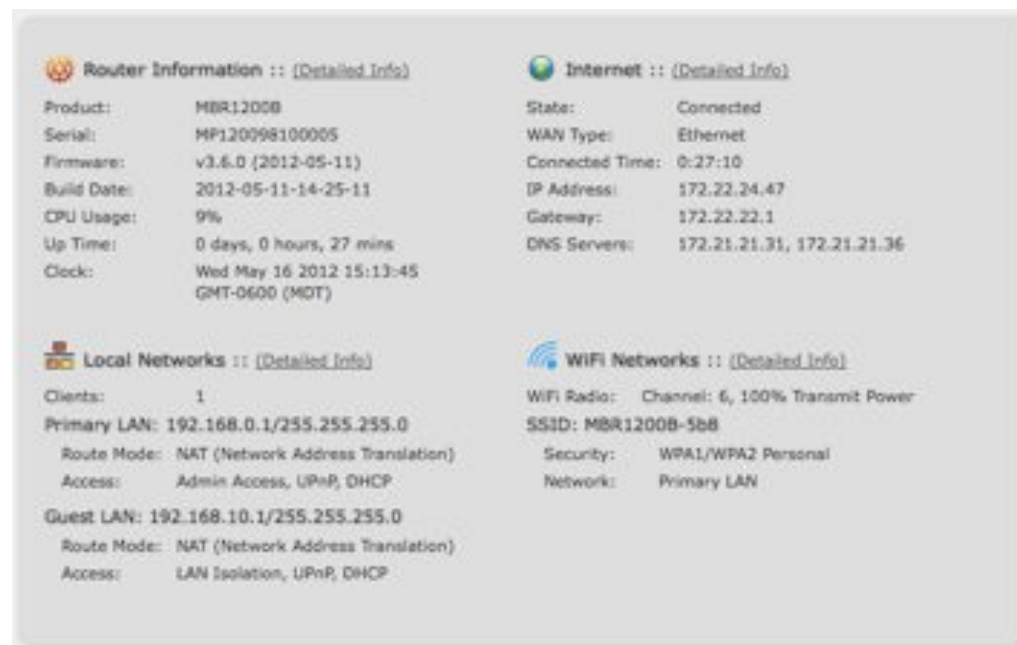 Router Information :: (Detailed Info)
Product: MBR1200B
Serial: MP120098100005
Firmware: v3.6.0 (2012-05-11)
Build Date: 2012-05-11-14-25-11
CPU Usage: 9%
Up Time: 0 days, 0 hours, 27 mins
Clock: Wed May 16 2012 15:13:45
GMT-0600 (MDT)
Internet :: (Detailed Info)
State: Connected
WAN Type: Ethernet
Connected Time: 0:27:10
IP Address: 172.22.24.47
Gateway: 172.22.22.1
DNS Servers: 172.21.21.31, 172.21.21.36
Local Networks :: (Detailed Info)
Clients: 1
Primary LAN: 192.168.0.1/255.255.255.0
Route Mode: NAT (Network Address Translation)
Access: Admin Access, UPnP, DHCP
Guest LAN: 192.168.10.1/255.255.255.0
Route Mode: NAT (Network Address Translation)
Access: LAN Isolation, UPnP, DHCP
WiFi Networks :: (Detailed Info)
WiFi Radio: Channel: 6, 100% Transmit Power
SSID: MBR1200B-5b8
Security: WPA1/WPA2 Personal
Network: Primary LAN